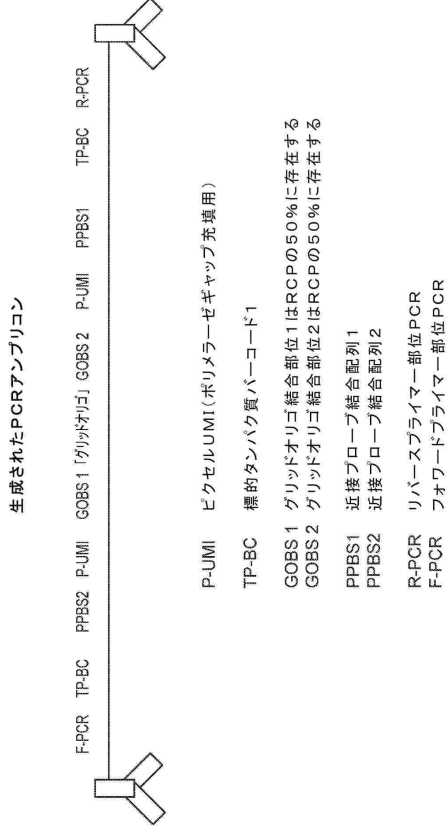 生成されたPCRアンプリコン
F-PCR TP-BC PPBS2 P-UMI GOBS 1 「グリッドオリゴ」 GOBS 2 P-UMI PPBS1 TP-BC R-PCR
P-UMI ピクセルUMI(ポリメラーゼギャップ充填用)
TP-BC 標的タンパク質バーコード1
GOBS 1 グリッドオリゴ結合部位1はRCPの50%に存在する
GOBS 2 グリッドオリゴ結合部位2はRCPの50%に存在する
PPBS1 近接プローブ結合配列1
PPBS2 近接プローブ結合配列2
R-PCR リバースプライマー部位PCR
F-PCR フォワードプライマー部位PCR